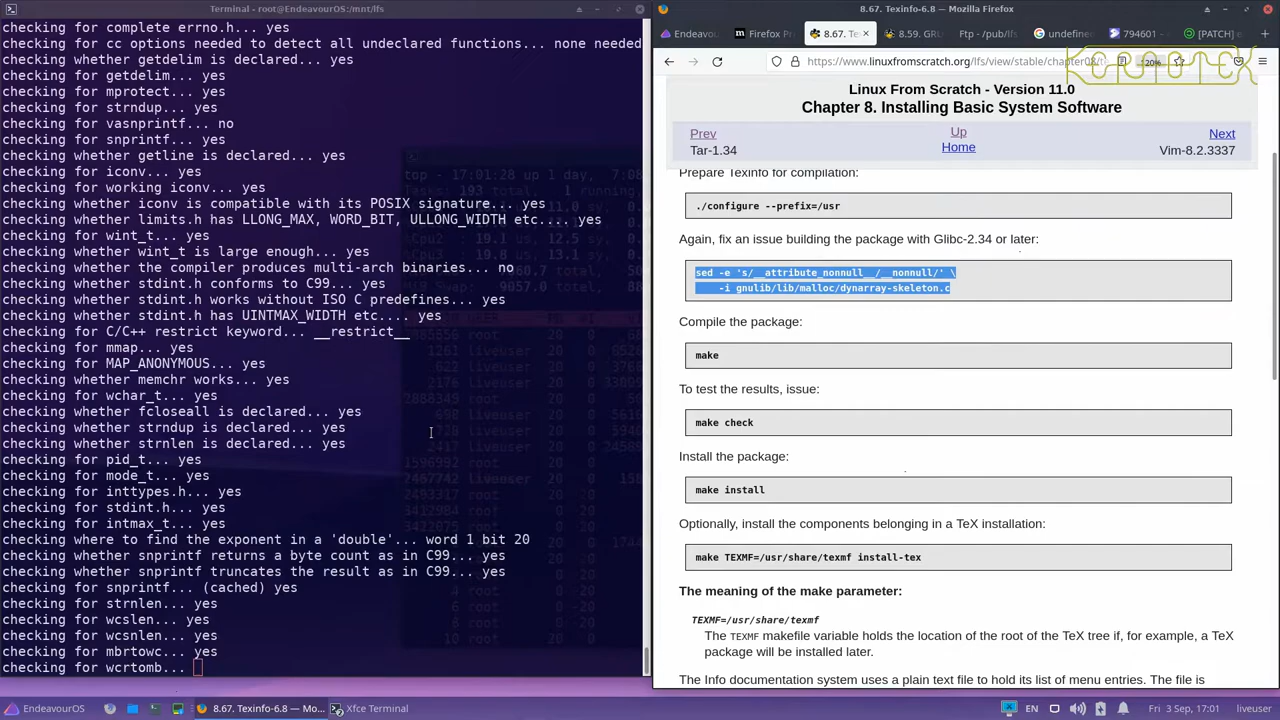 Terminal - root@EndeavourOS:/mnt/lfs
checking for complete errno.h... yes
checking for cc options needed to detect all undeclared functions... none needed
checking whether getdelim is declared... yes
checking for getdelim... yes
checking for mprotect... yes
checking for strndup... yes
checking for vasnprintf... no
checking for snprintf... yes
checking whether getline is declared... yes
checking for iconv... yes
checking for working iconv... yes
checking whether iconv is compatible with its POSIX signature... yes
checking whether limits.h has LLONG_MAX, WORD_BIT, ULLONG_WIDTH etc.... yes
checking for wint_t... yes
checking whether wint_t is large enough... yes
checking whether the compiler produces multi-arch binaries... no
checking whether stdint.h conforms to C99... yes
checking whether stdint.h works without ISO C predefines... yes
checking whether stdint.h has UINTMAX_WIDTH etc.... yes
checking for C/C++ restrict keyword... __restrict__
checking for mmap... yes
checking for MAP_ANONYMOUS... yes
checking whether memchr works... yes
checking for wchar_t... yes
checking whether fcloseall is declared... yes
checking whether strndup is declared... yes
checking whether strnlen is declared... yes
checking for pid_t... yes
checking for mode_t... yes
checking for inttypes.h... yes
checking for stdint.h... yes
checking for intmax_t... yes
checking where to find the exponent in a 'double'... word 1 bit 20
checking whether snprintf returns a byte count as in C99... yes
checking whether snprintf truncates the result as in C99... yes
checking for snprintf... (cached) yes
checking for strnlen... yes
checking for wcslen... yes
checking for wcsnlen... yes
checking for mbrtowc... yes
checking for wcrtomb...
8.67. Texinfo-6.8 — Mozilla Firefox
Endeavou
Firefox Pr
8.67. Te
8.59. GRU
Ftp - /pub/lfs
undefine
794601 -
[PATCH] e
https://www.linuxfromscratch.org/lfs/view/stable/chapter08/t
120%
Linux From Scratch - Version 11.0
Chapter 8. Installing Basic System Software
Prev
Up
Next
Tar-1.34
Home
Vim-8.2.3337
Prepare Texinfo for compilation:
./configure --prefix=/usr
Again, fix an issue building the package with Glibc-2.34 or later:
sed -e 's/__attribute_nonnull__/__nonnull/' \
-i gnulib/lib/malloc/dynarray-skeleton.c
Compile the package:
make
To test the results, issue:
make check
Install the package:
make install
Optionally, install the components belonging in a TeX installation:
make TEXMF=/usr/share/texmf install-tex
The meaning of the make parameter:
TEXMF=/usr/share/texmf
The TEXMF makefile variable holds the location of the root of the TeX tree if, for example, a TeX
package will be installed later.
The Info documentation system uses a plain text file to hold its list of menu entries. The file is
EndeavourOS
8.67. Texinfo-6.8 — Mo...
Xfce Terminal
EN
Fri 3 Sep, 17:01
liveuser